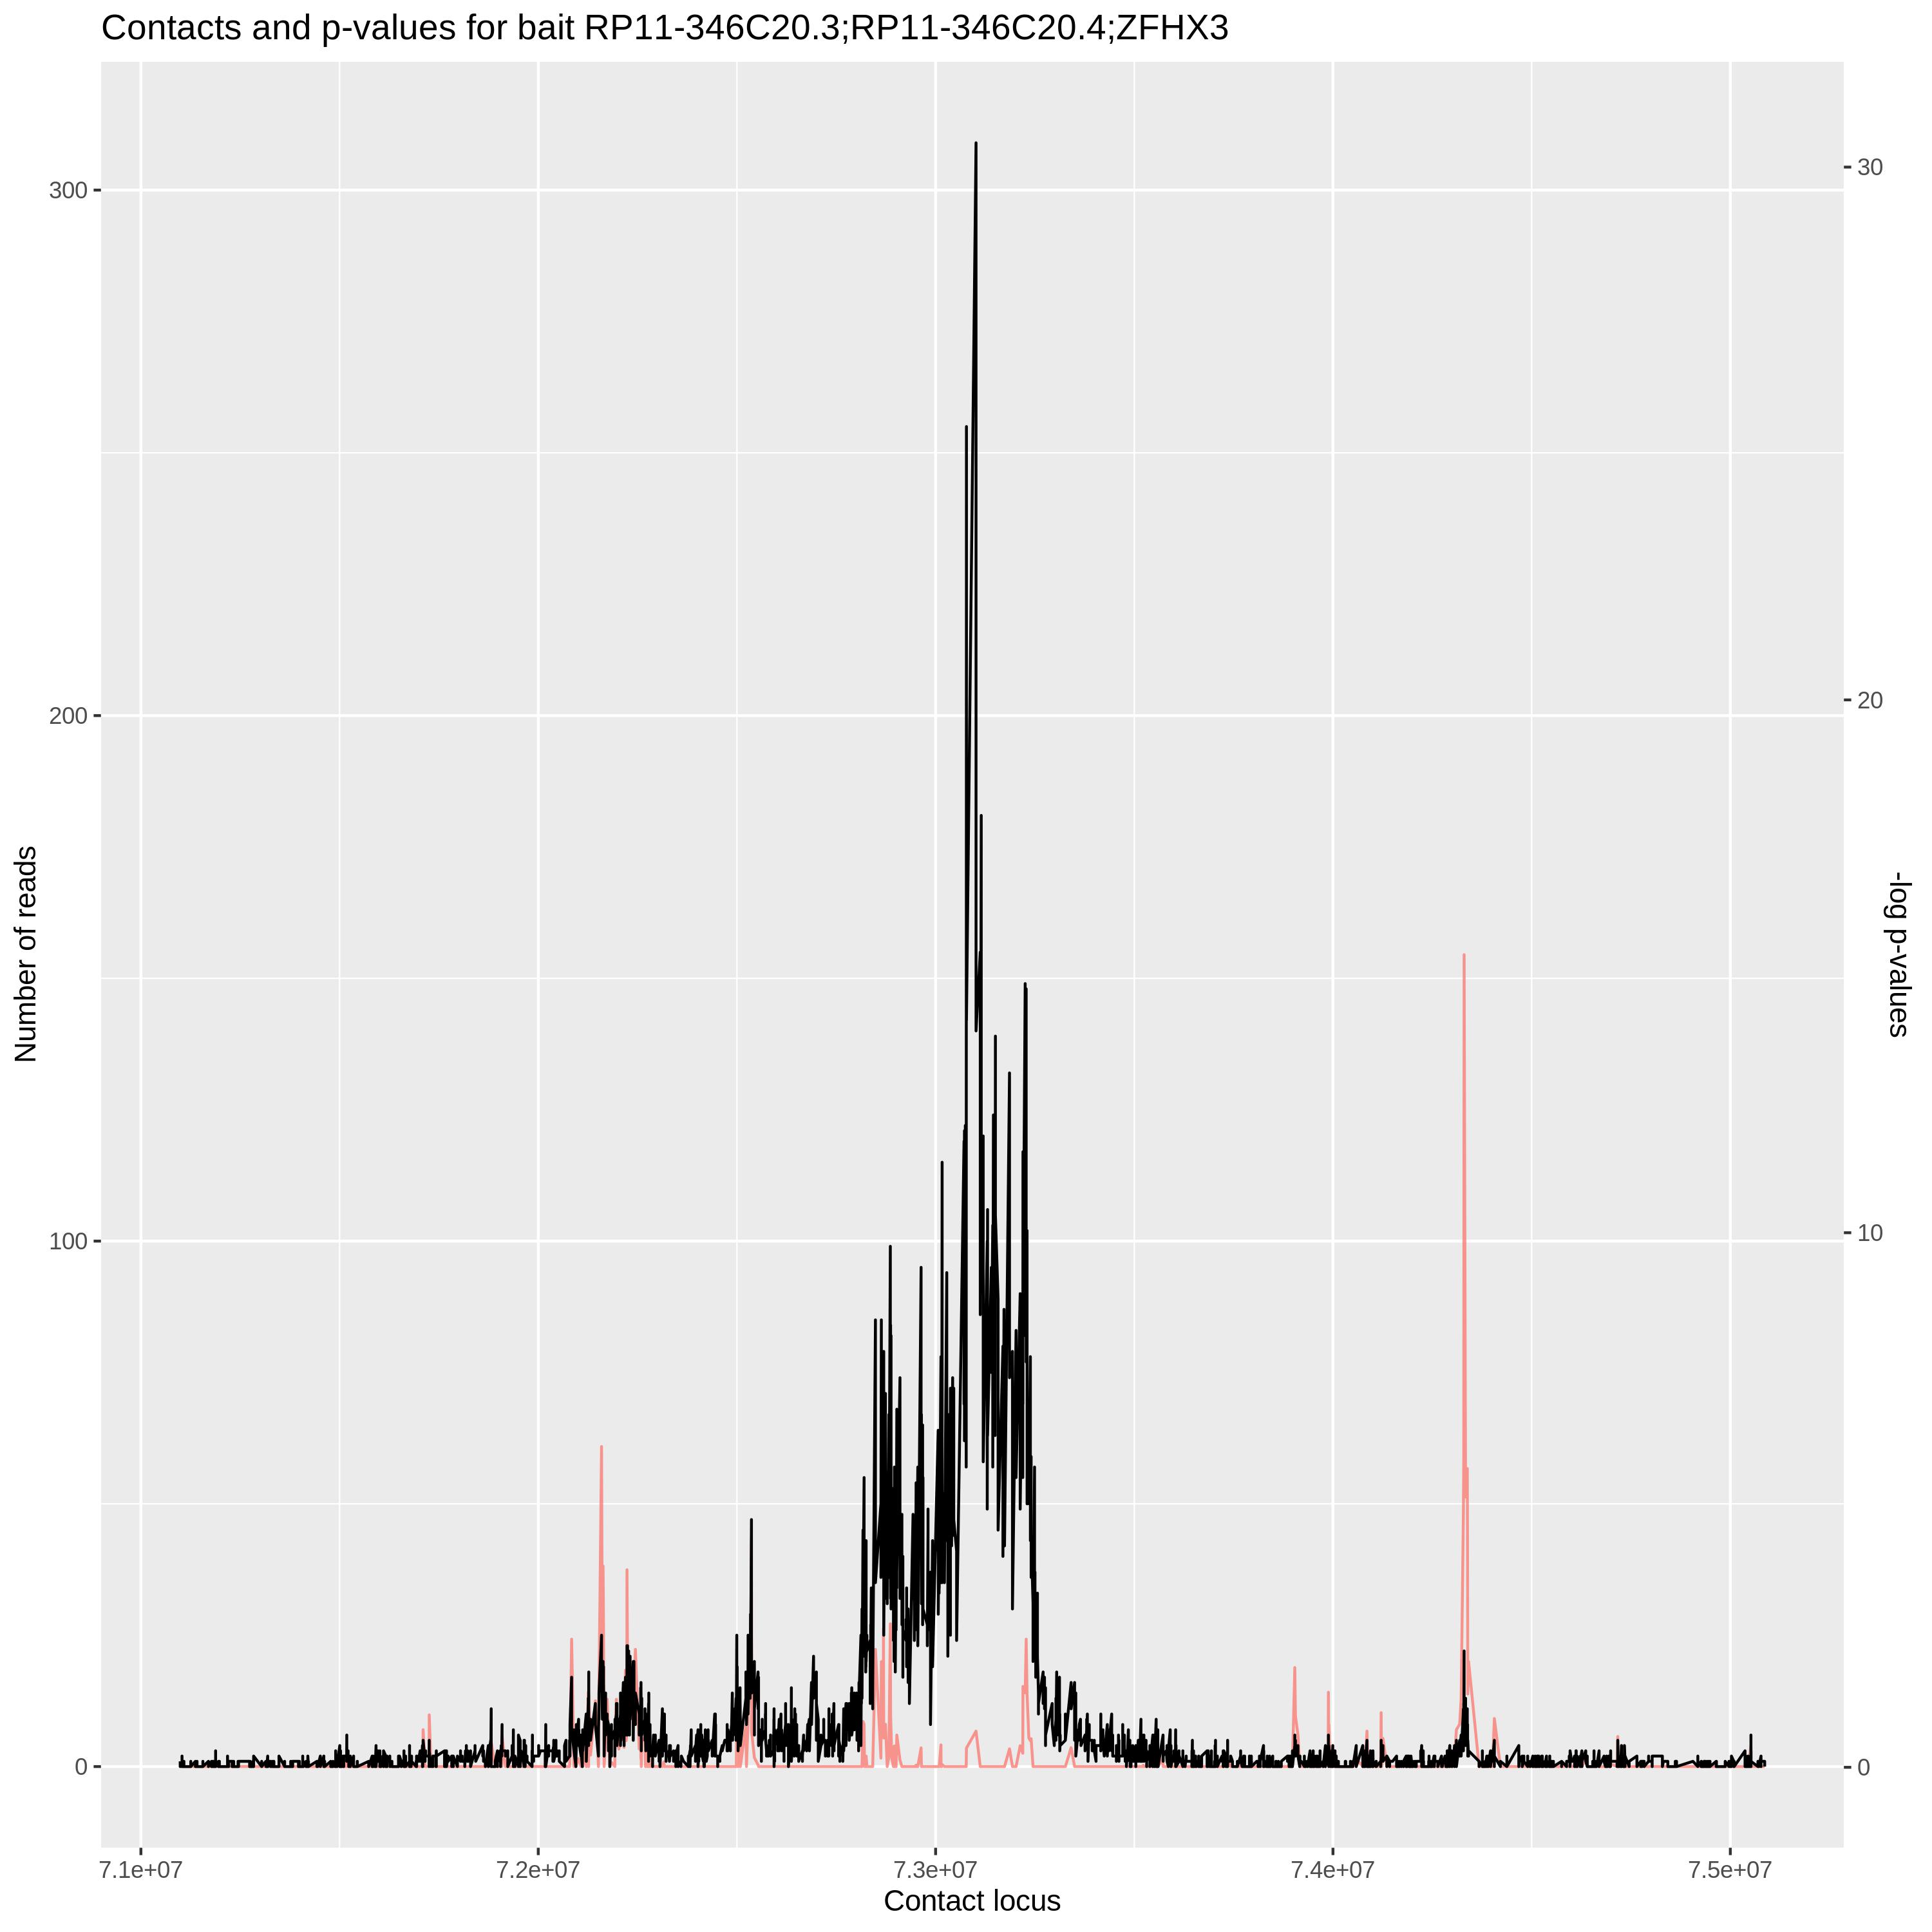 Contacts and p-values for bait RP11-346C20.3;RP11-346C20.4;ZFHX3
300
200
100
0
Number of reads
30
20
10
0
-log p-values
7.1e+07
7.2e+07
7.3e+07
7.4e+07
7.5e+07
Contact locus